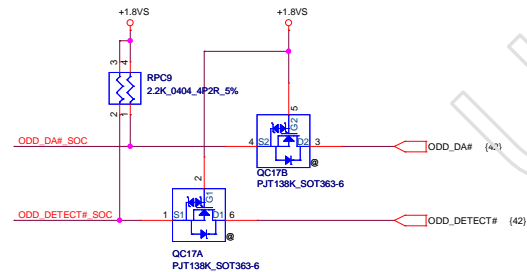 +1.8VS
+1.8VS
3
4
RPC9
2.2K_0404_4P2R_5%
2
1
5
G2
ODD_DA#_SOC
4
S2
D2
3
ODD_DA#
{42}
@
QC17B
PJT138K_SOT363-6
2
G1
ODD_DETECT#_SOC
1
S1
D1
6
ODD_DETECT# {42}
@
QC17A
PJT138K_SOT363-6